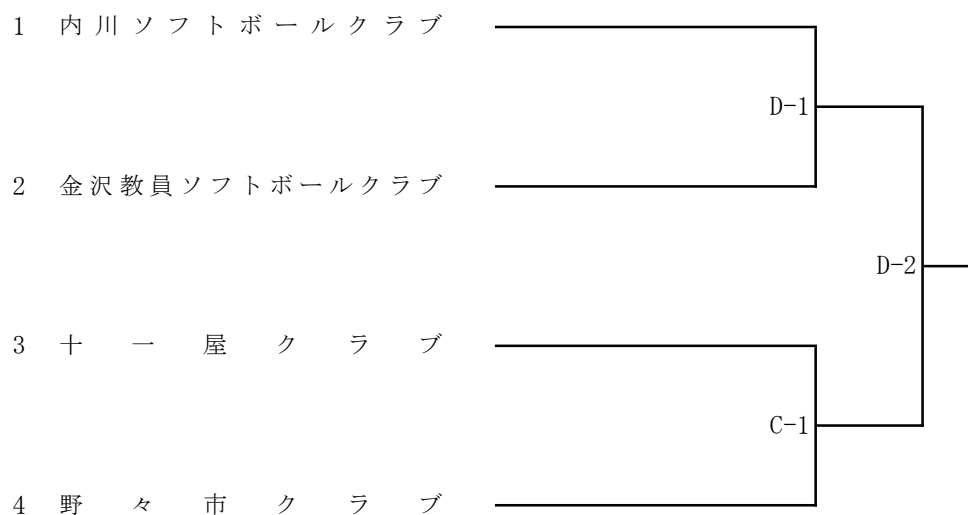 1 内川ソフトボールクラブ
D-1
2 金沢教員ソフトボールクラブ
D-2
3 十一屋クラブ
C-1
4 野々市クラブ